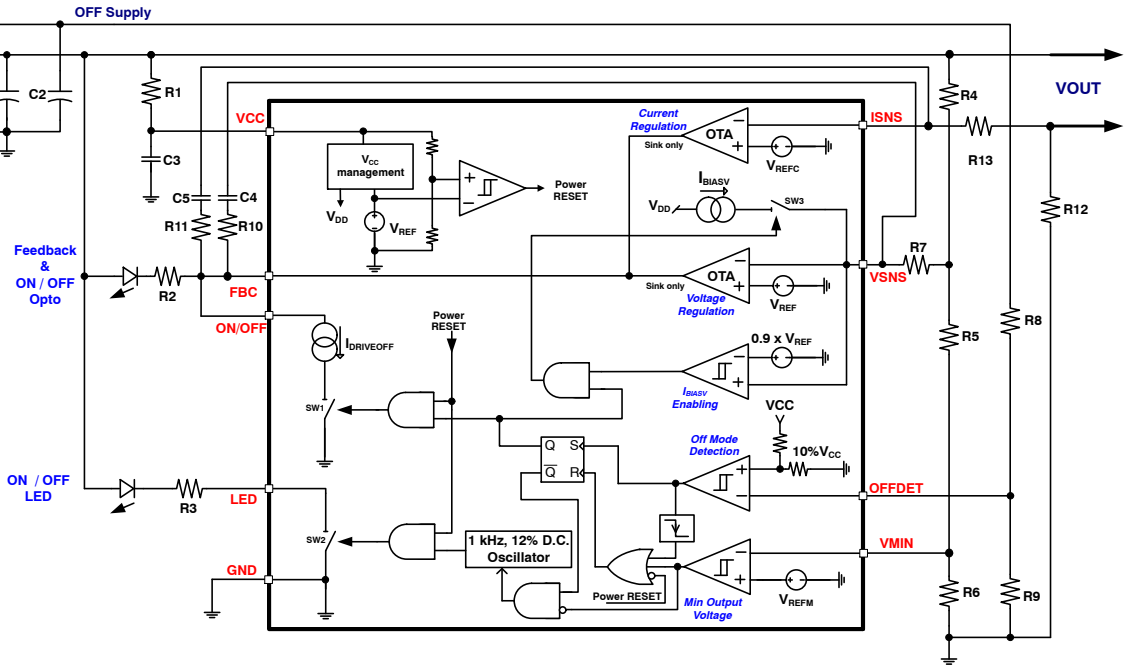 OFF Supply
C2
R1
VCC
C3
C5
C4
R11
R10
Feedback
&
ON / OFF
Opto
R2
FBC
ON/OFF
ON / OFF
LED
R3
LED
GND
VCC
management
VDD
VREF
Power
RESET
Current
Regulation
Sink only
OTA
VREFC
IBIASV
VDD
SW3
OTA
Sink only
Voltage
Regulation
VREF
IDRIVEOFF
Power
RESET
SW1
SW2
0.9 x VREF
IBIASV
Enabling
VCC
10%VCC
Off Mode
Detection
Q
S
Q
R
1 kHz, 12% D.C.
Oscillator
Power RESET
Min Output
Voltage
VREFM
ISNS
VSNS
OFFDET
VMIN
R4
VOUT
R13
R12
R7
R5
R8
R6
R9